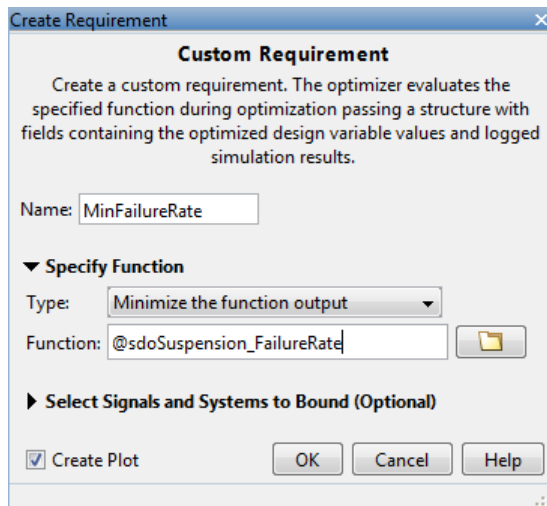 Create Requirement
Custom Requirement
Create a custom requirement. The optimizer evaluates the
specified function during optimization passing a structure with
fields containing the optimized design variable values and logged
simulation results.
Name: MinFailureRate
Specify Function
Type: Minimize the function output
Function: @sdoSuspension_FailureRate
Select Signals and Systems to Bound (Optional)
Create Plot OK Cancel Help